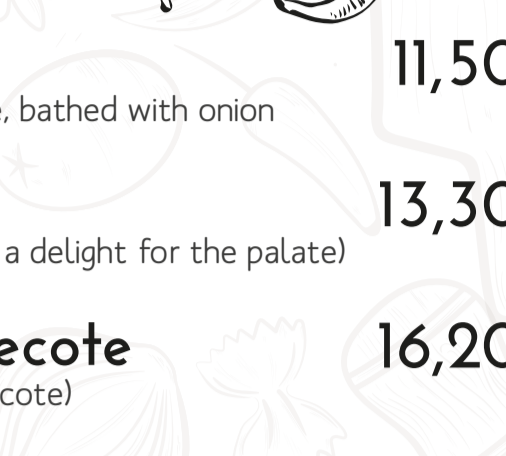 11,50
, bathed with onion
13,30
a delight for the palate)
ecote
16,20
cote)